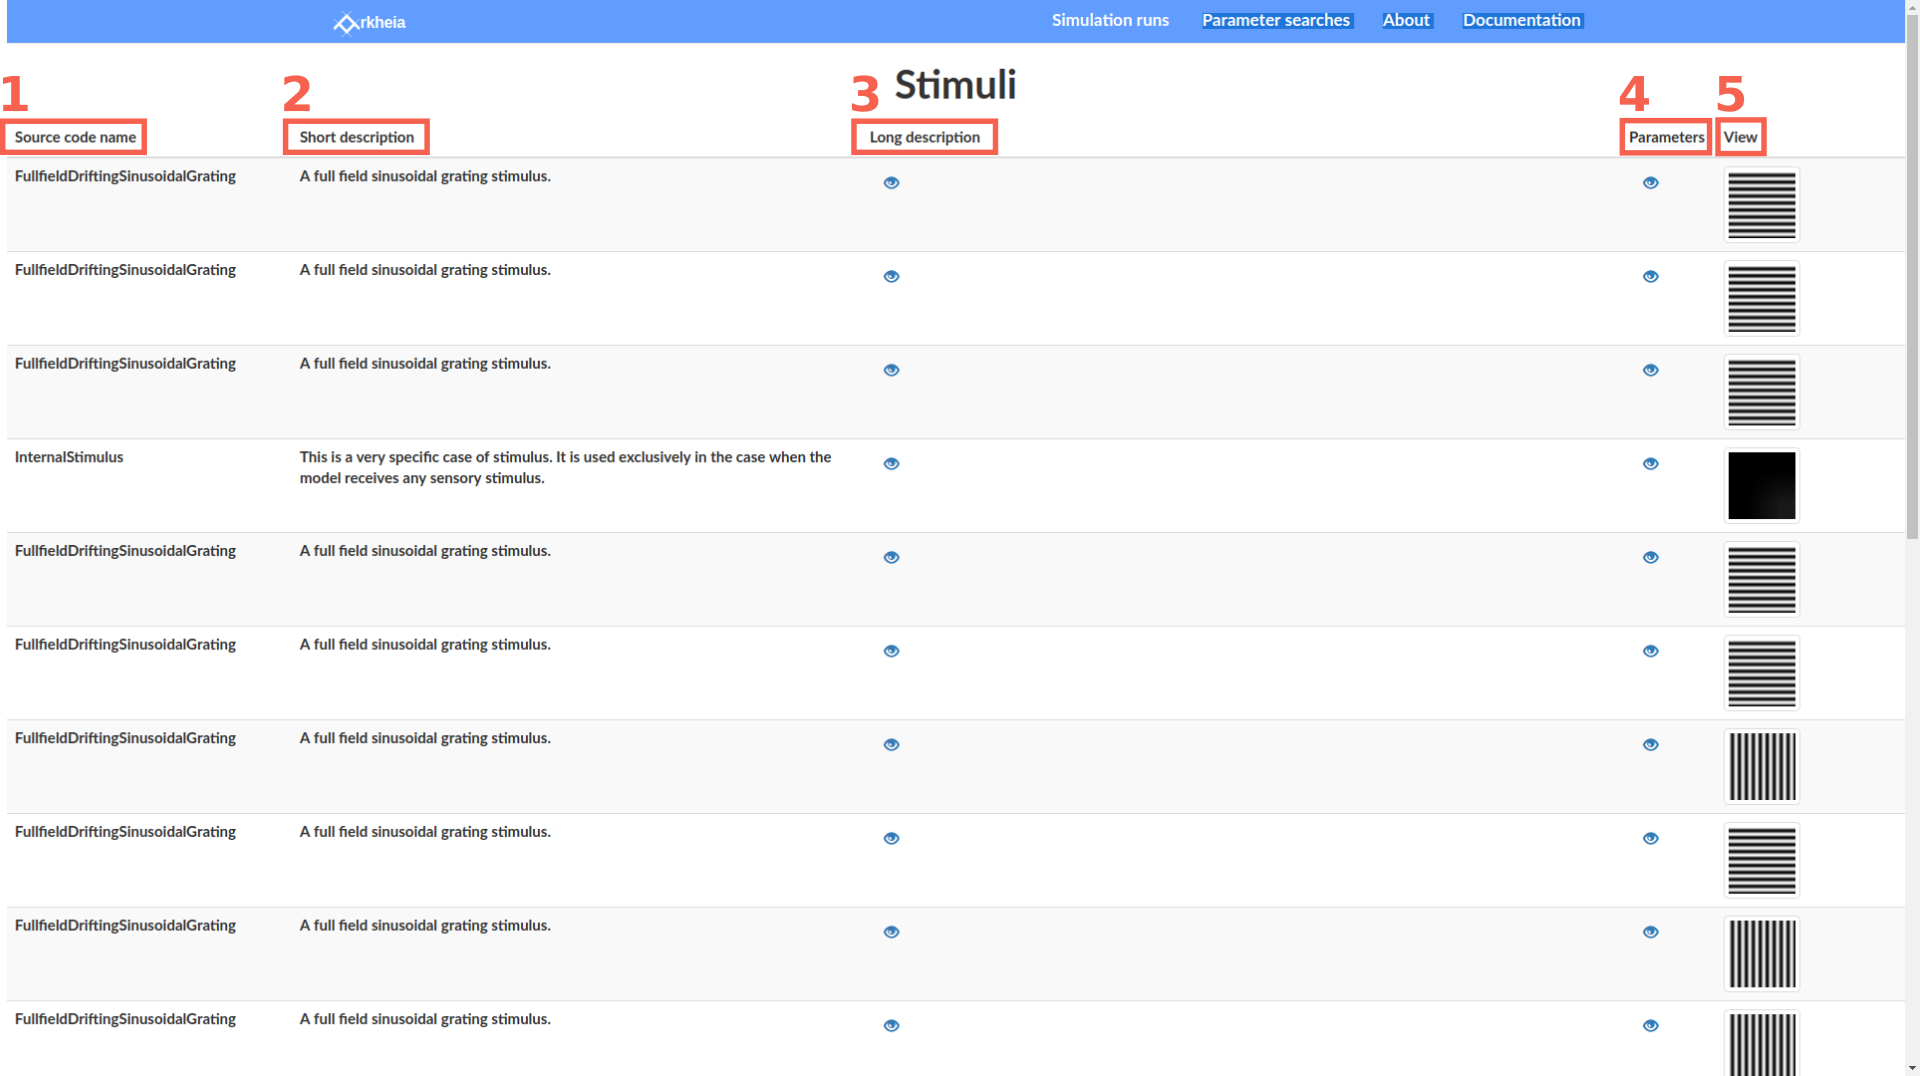 rkheia Simulation runs Parameter searches About Documentation
Stimuli
1 2 3 4 5
Source code name Short description Long description Parameters View
FullfieldDriftingSinusoidalGrating A full field sinusoidal grating stimulus.
FullfieldDriftingSinusoidalGrating A full field sinusoidal grating stimulus.
FullfieldDriftingSinusoidalGrating A full field sinusoidal grating stimulus.
InternalStimulus This is a very specific case of stimulus. It is used exclusively in the case when the
model receives any sensory stimulus.
FullfieldDriftingSinusoidalGrating A full field sinusoidal grating stimulus.
FullfieldDriftingSinusoidalGrating A full field sinusoidal grating stimulus.
FullfieldDriftingSinusoidalGrating A full field sinusoidal grating stimulus.
FullfieldDriftingSinusoidalGrating A full field sinusoidal grating stimulus.
FullfieldDriftingSinusoidalGrating A full field sinusoidal grating stimulus.
FullfieldDriftingSinusoidalGrating A full field sinusoidal grating stimulus.